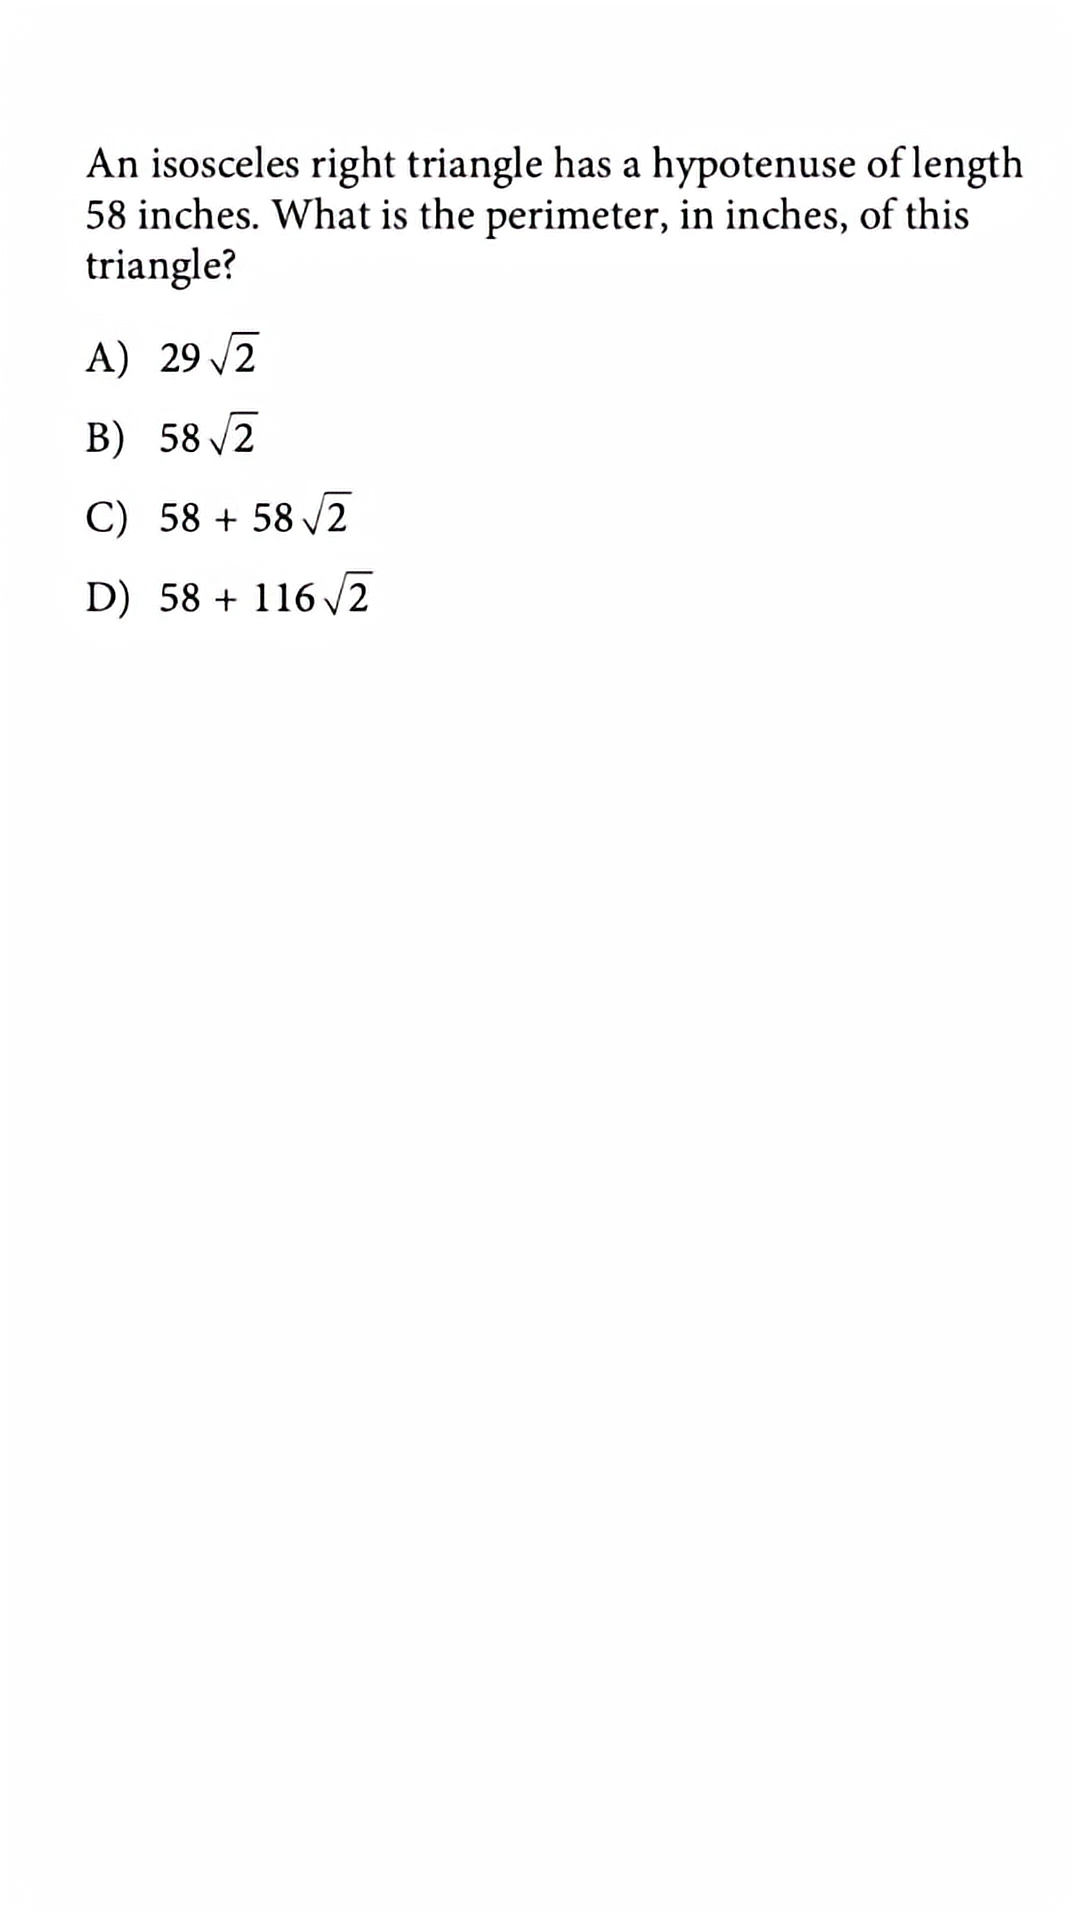 An isosceles right triangle has a hypotenuse of length
58 inches. What is the perimeter, in inches, of this
triangle?
A) 29√2
B) 58√2
C) 58 + 58√2
D) 58 + 116√2